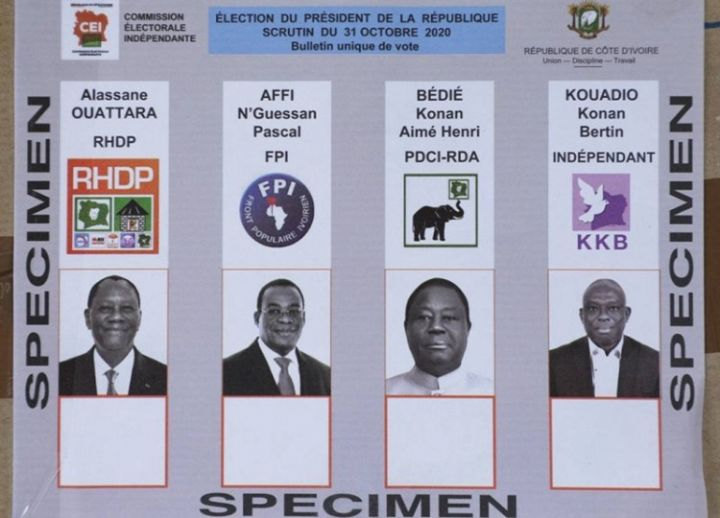 CEI
COMMISSION
ÉLECTORALE
INDÉPENDANTE
ÉLECTION DU PRÉSIDENT DE LA RÉPUBLIQUE
SCRUTIN DU 31 OCTOBRE 2020
Bulletin unique de vote
RÉPUBLIQUE DE CÔTE D'IVOIRE
Union — Discipline — Travail
SPECIMEN
Alassane
OUATTARA
RHDP
RHDP
AFFI
N'Guessan
Pascal
FPI
FPI
FRONT POPULAIRE IVOIRIEN
BÉDIÉ
Konan
Aimé Henri
PDCI-RDA
KOUADIO
Konan
Bertin
INDÉPENDANT
KKB
SPECIMEN
SPECIMEN